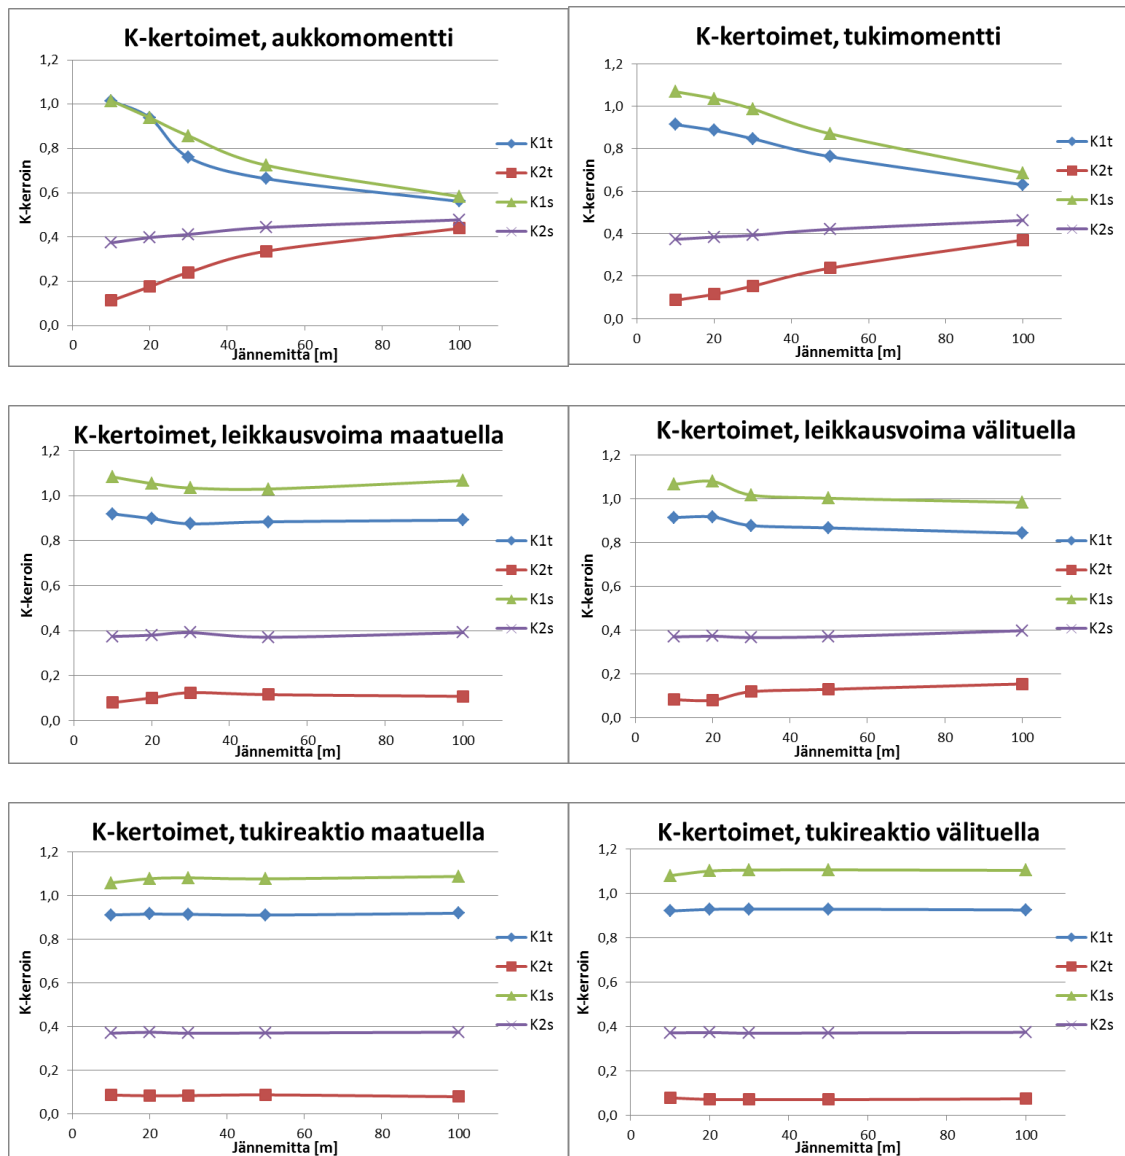 K-kertoimet, aukkomomentti
1,2
1,0
0,8
0,6
0,4
0,2
0,0
K-kerroin
0 20 40 60 80 100
Jännemitta [m]
K1t
K2t
K1s
K2s
K-kertoimet, tukimomentti
1,2
1,0
0,8
0,6
0,4
0,2
0,0
K-kerroin
0 20 40 60 80 100
Jännemitta [m]
K1t
K2t
K1s
K2s
K-kertoimet, leikkausvoima maatuella
1,2
1,0
0,8
0,6
0,4
0,2
0,0
K-kerroin
0 20 40 60 80 100
Jännemitta [m]
K1t
K2t
K1s
K2s
K-kertoimet, leikkausvoima välituella
1,2
1,0
0,8
0,6
0,4
0,2
0,0
K-kerroin
0 20 40 60 80 100
Jännemitta [m]
K1t
K2t
K1s
K2s
K-kertoimet, tukireaktio maatuella
1,2
1,0
0,8
0,6
0,4
0,2
0,0
K-kerroin
0 20 40 60 80 100
Jännemitta [m]
K1t
K2t
K1s
K2s
K-kertoimet, tukireaktio välituella
1,2
1,0
0,8
0,6
0,4
0,2
0,0
K-kerroin
0 20 40 60 80 100
Jännemitta [m]
K1t
K2t
K1s
K2s